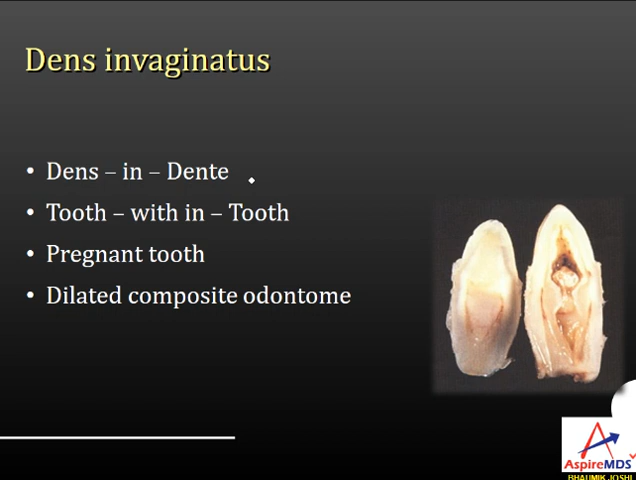 Dens invaginatus
• Dens – in – Dente
• Tooth – with in – Tooth
• Pregnant tooth
• Dilated composite odontome
AspireMDS
BHAUMIK JOSHI